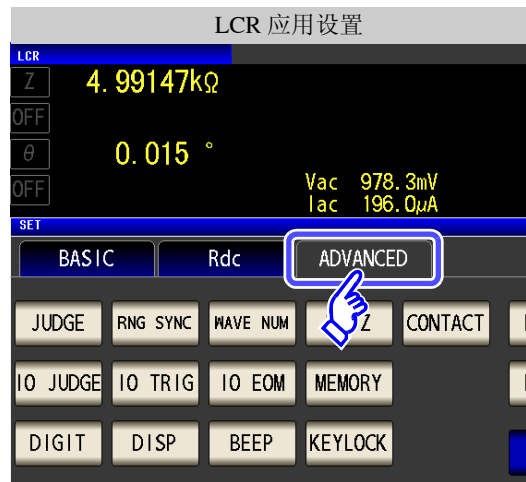 LCR 应用设置
LCR
Z 4.99147kΩ
OFF
θ 0.015 °
OFF
Vac 978.3mV
Iac 196.0μA
SET
BASIC Rdc ADVANCED
JUDGE RNG SYNC WAVE NUM Z CONTACT
IO JUDGE IO TRIG IO EOM MEMORY
DIGIT DISP BEEP KEYLOCK